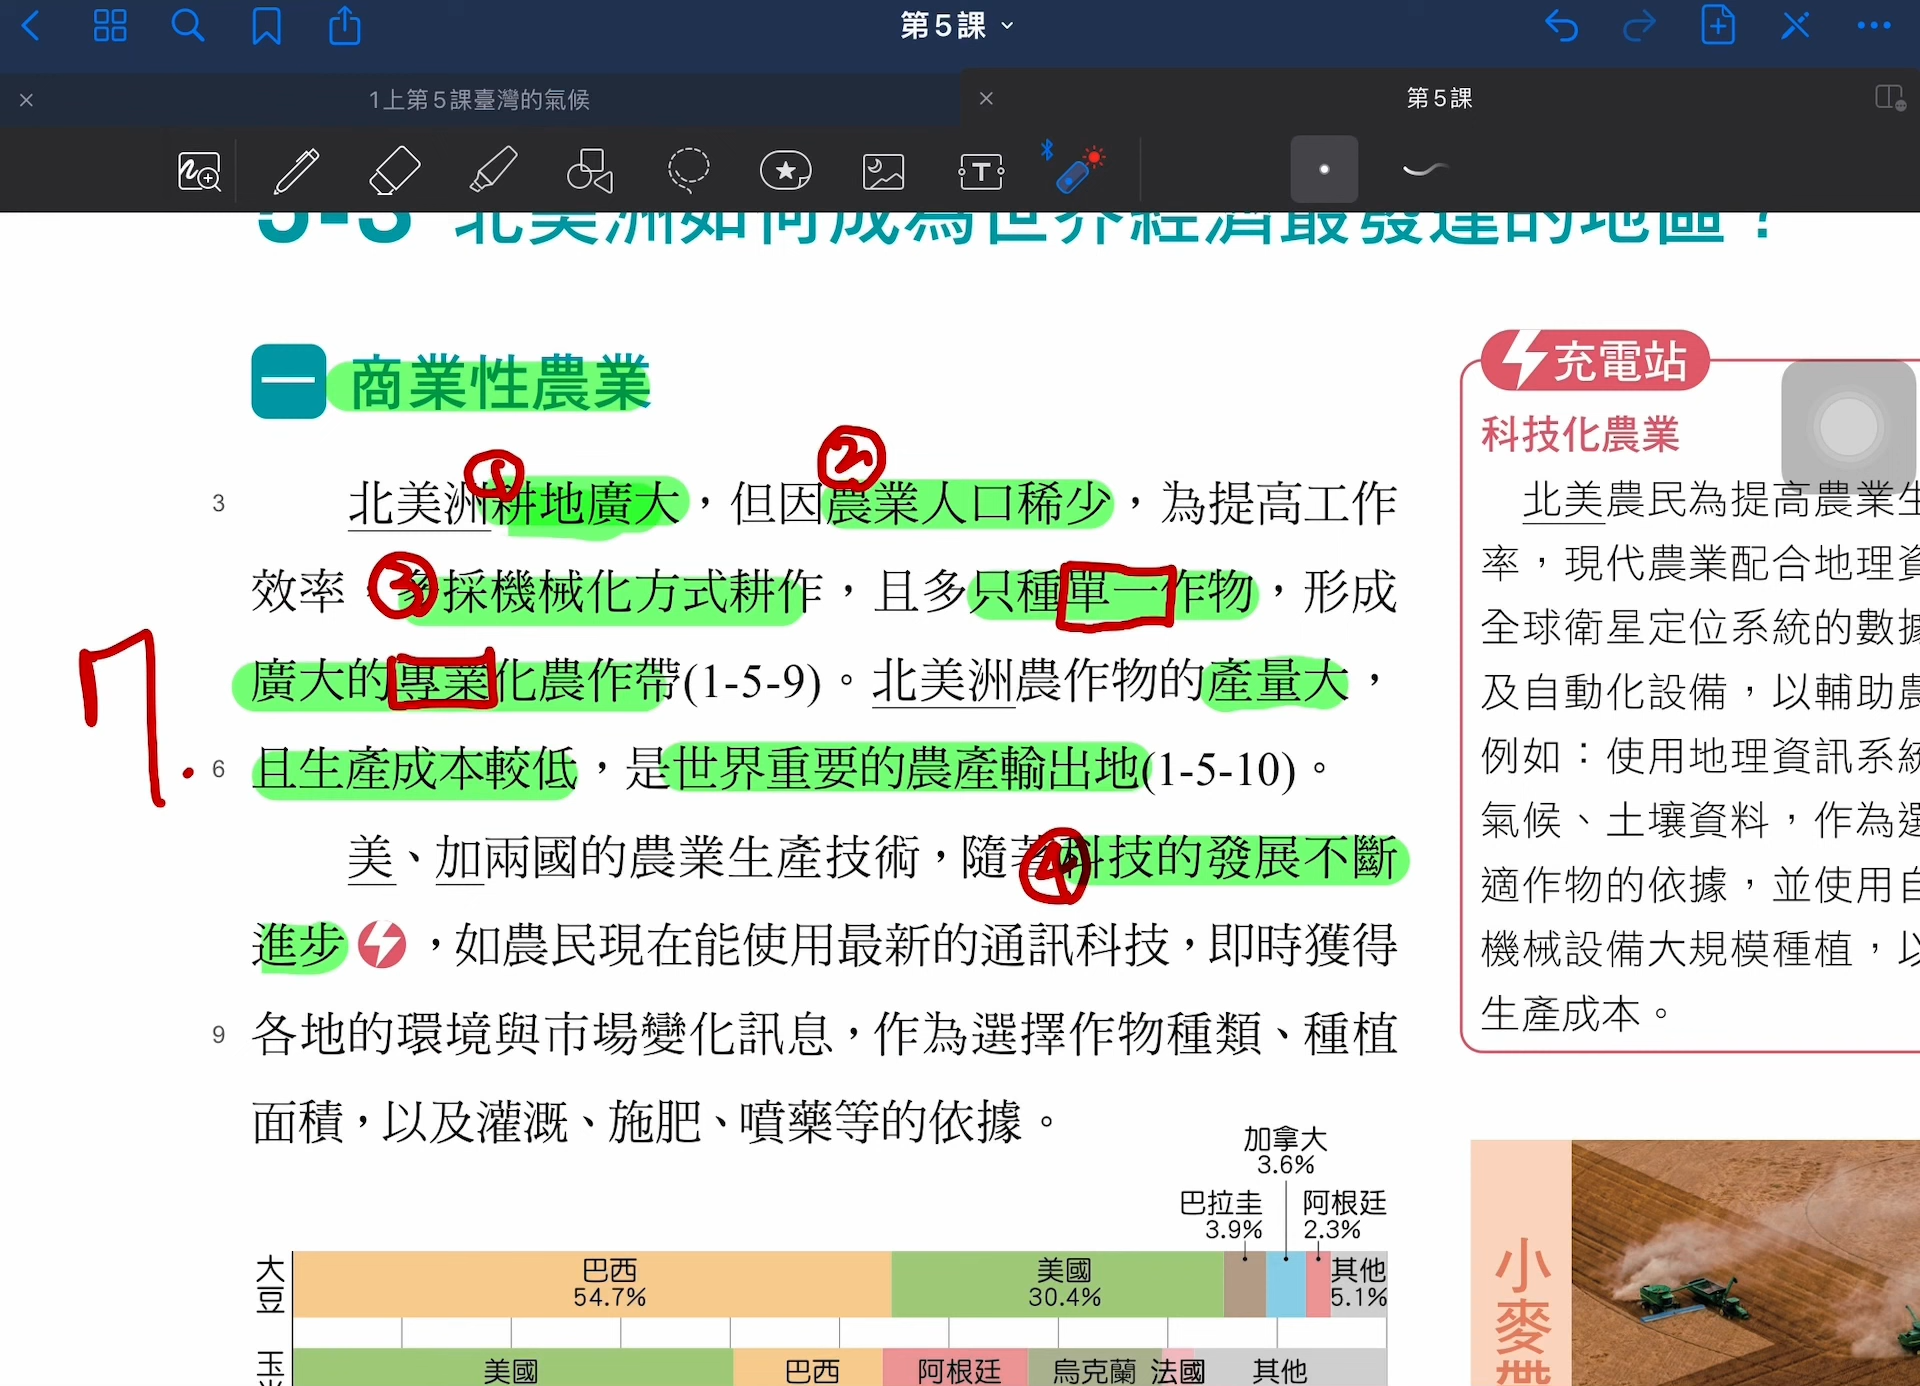 第5課
1上第5課臺灣的氣候
第5課
5-3 北美洲如何成為世界經濟最發達的地區？
一 商業性農業
① ②
3 北美洲耕地廣大，但因農業人口稀少，為提高工作
效率，③多採機械化方式耕作，且多只種單一作物，形成
廣大的專業化農作帶(1-5-9)。北美洲農作物的產量大，
7.
6 且生產成本較低，是世界重要的農產輸出地(1-5-10)。
美、加兩國的農業生產技術，隨著④科技的發展不斷
進步，如農民現在能使用最新的通訊科技，即時獲得
9 各地的環境與市場變化訊息，作為選擇作物種類、種植
面積，以及灌溉、施肥、噴藥等的依據。
充電站
科技化農業
北美農民為提高農業生
率，現代農業配合地理資
全球衛星定位系統的數據
及自動化設備，以輔助農
例如：使用地理資訊系統
氣候、土壤資料，作為選
適作物的依據，並使用自
機械設備大規模種植，以
生產成本。
加拿大
3.6%
巴拉圭 阿根廷
3.9% 2.3%
大豆 巴西 美國 其他
54.7% 30.4% 5.1%
玉 美國 巴西 阿根廷 烏克蘭 法國 其他
小麥帶